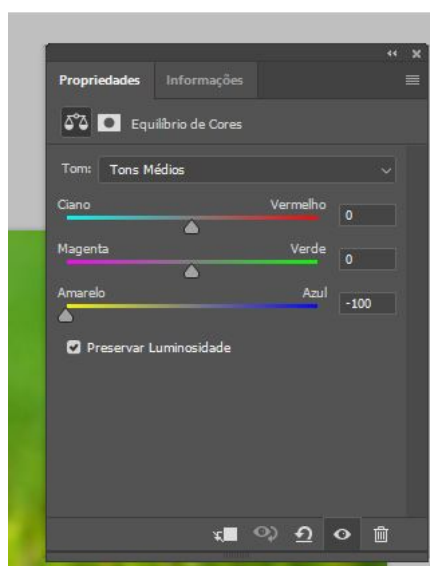 Propriedades Informações
Equilíbrio de Cores
Tom: Tons Médios
Ciano Vermelho 0
Magenta Verde 0
Amarelo Azul -100
Preservar Luminosidade